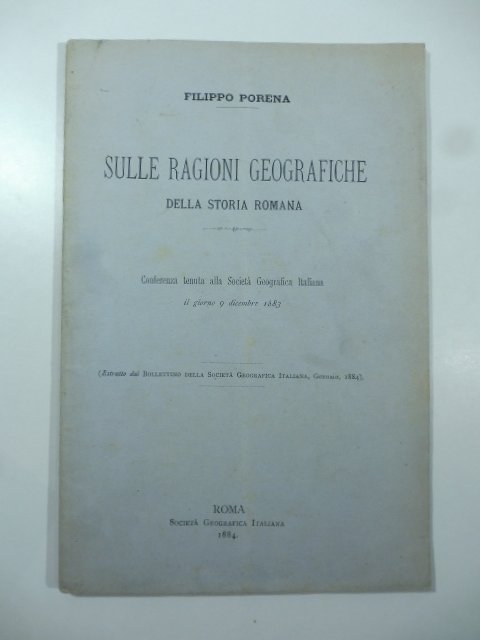 FILIPPO PORENA
SULLE RAGIONI GEOGRAFICHE
DELLA STORIA ROMANA
Conferenza tenuta alla Società Geografica Italiana
il giorno 9 dicembre 1883
(Estratto dal BOLLETTINO DELLA SOCIETÀ GEOGRAFICA ITALIANA, Gennaio, 1884).
ROMA
SOCIETÀ GEOGRAFICA ITALIANA
1884.